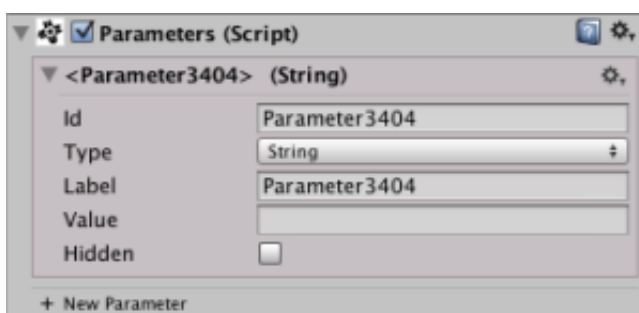 Parameters (Script)
<Parameter3404> (String)
Id Parameter3404
Type String
Label Parameter3404
Value
Hidden
+ New Parameter